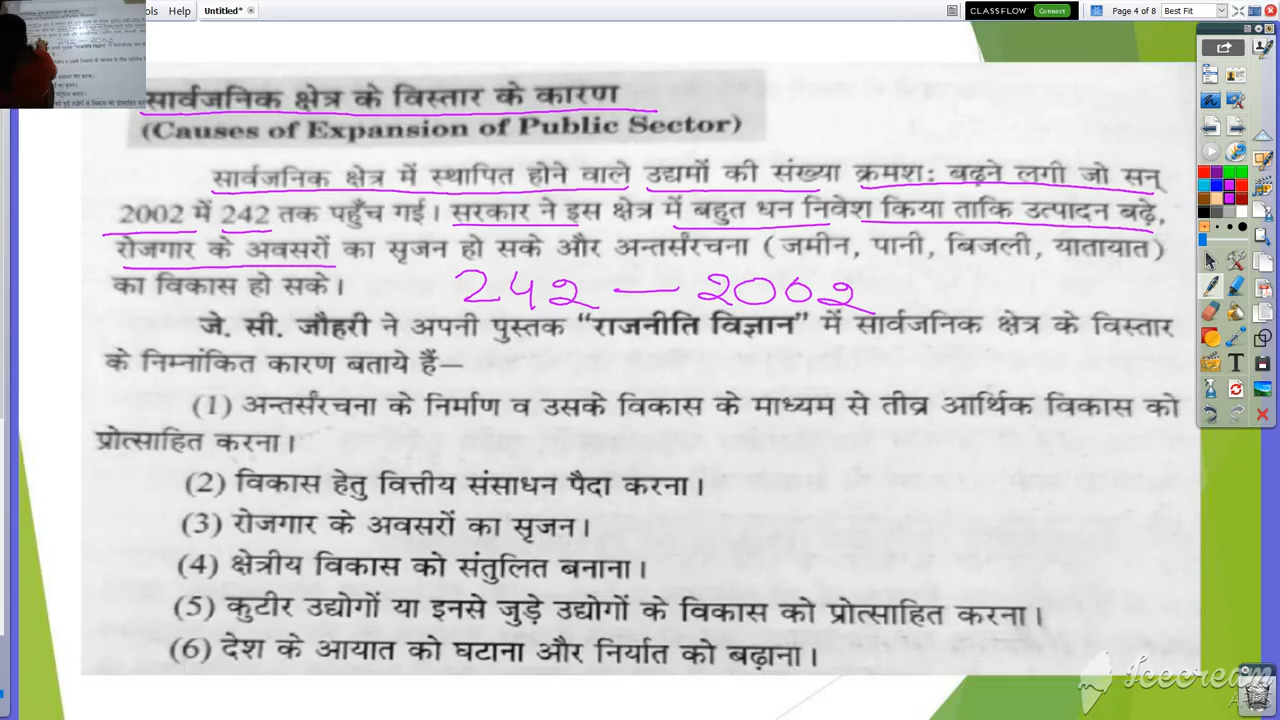 ols Help Untitled* CLASSFLOW Connect Page 4 of 8 Best Fit
सार्वजनिक क्षेत्र के विस्तार के कारण
(Causes of Expansion of Public Sector)
सार्वजनिक क्षेत्र में स्थापित होने वाले उद्यमों की संख्या क्रमश: बढ़ने लगी जो सन्
2002 में 242 तक पहुँच गई। सरकार ने इस क्षेत्र में बहुत धन निवेश किया ताकि उत्पादन बढ़े,
रोजगार के अवसरों का सृजन हो सके और अन्तर्संरचना (जमीन, पानी, बिजली, यातायात)
का विकास हो सके।
242 — 2002
जे. सी. जौहरी ने अपनी पुस्तक "राजनीति विज्ञान" में सार्वजनिक क्षेत्र के विस्तार
के निम्नांकित कारण बताये हैं—
(1) अन्तर्संरचना के निर्माण व उसके विकास के माध्यम से तीव्र आर्थिक विकास को
प्रोत्साहित करना।
(2) विकास हेतु वित्तीय संसाधन पैदा करना।
(3) रोजगार के अवसरों का सृजन।
(4) क्षेत्रीय विकास को संतुलित बनाना।
(5) कुटीर उद्योगों या इनसे जुड़े उद्योगों के विकास को प्रोत्साहित करना।
(6) देश के आयात को घटाना और निर्यात को बढ़ाना।
Icecream
APPS